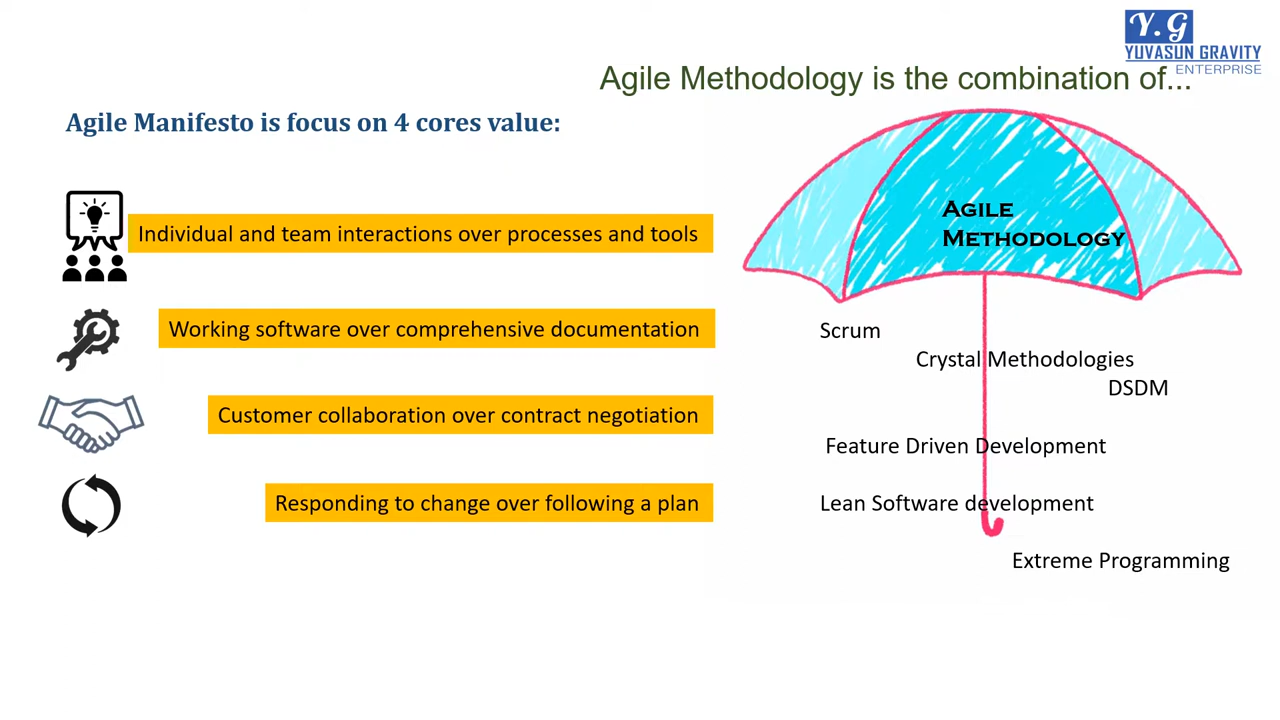 Y.G
YUVASUN GRAVITY
ENTERPRISE
Agile Methodology is the combination of...
Agile Manifesto is focus on 4 cores value:
Individual and team interactions over processes and tools
Working software over comprehensive documentation
Customer collaboration over contract negotiation
Responding to change over following a plan
AGILE
METHODOLOGY
Scrum
Crystal Methodologies
DSDM
Feature Driven Development
Lean Software development
Extreme Programming